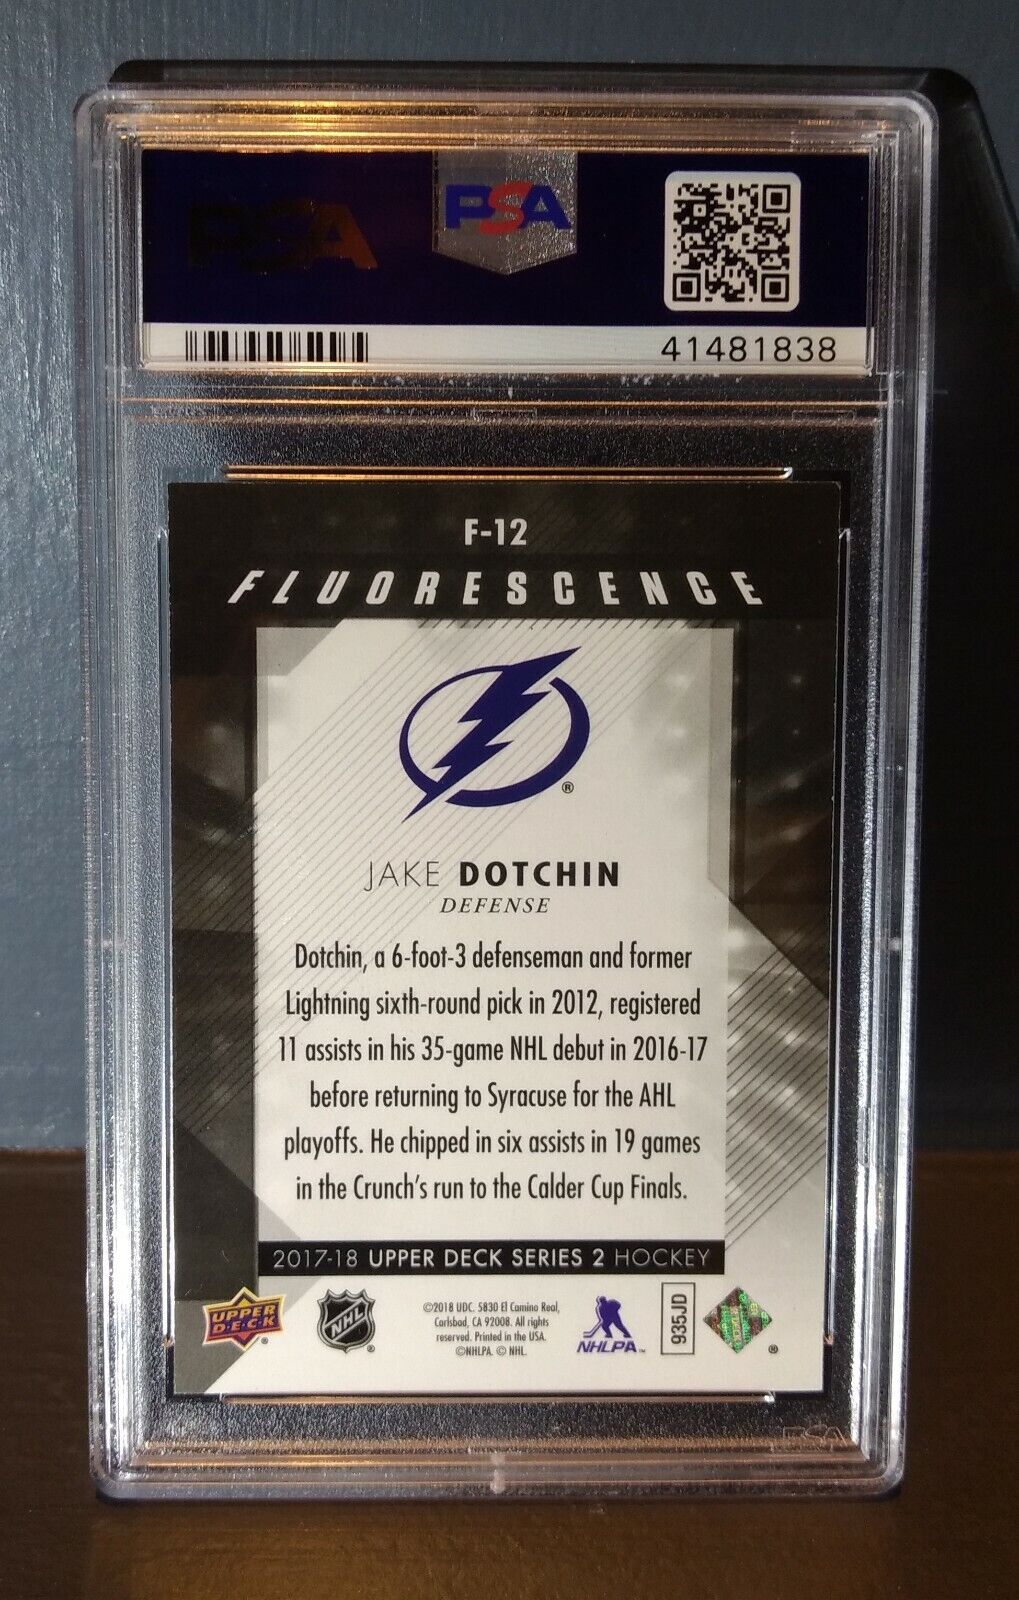 PSA
PSA
41481838
F-12
FLUORESCENCE
®
JAKE DOTCHIN
DEFENSE
Dotchin, a 6-foot-3 defenseman and former
Lightning sixth-round pick in 2012, registered
11 assists in his 35-game NHL debut in 2016-17
before returning to Syracuse for the AHL
playoffs. He chipped in six assists in 19 games
in the Crunch's run to the Calder Cup Finals.
2017-18 UPPER DECK SERIES 2 HOCKEY
UPPER
DECK
®
NHL
®
©2018 UDC. 5830 El Camino Real,
Carlsbad, CA 92008. All rights
reserved. Printed in the USA.
©NHLPA. © NHL.
NHLPA™
935JD
®
PSA